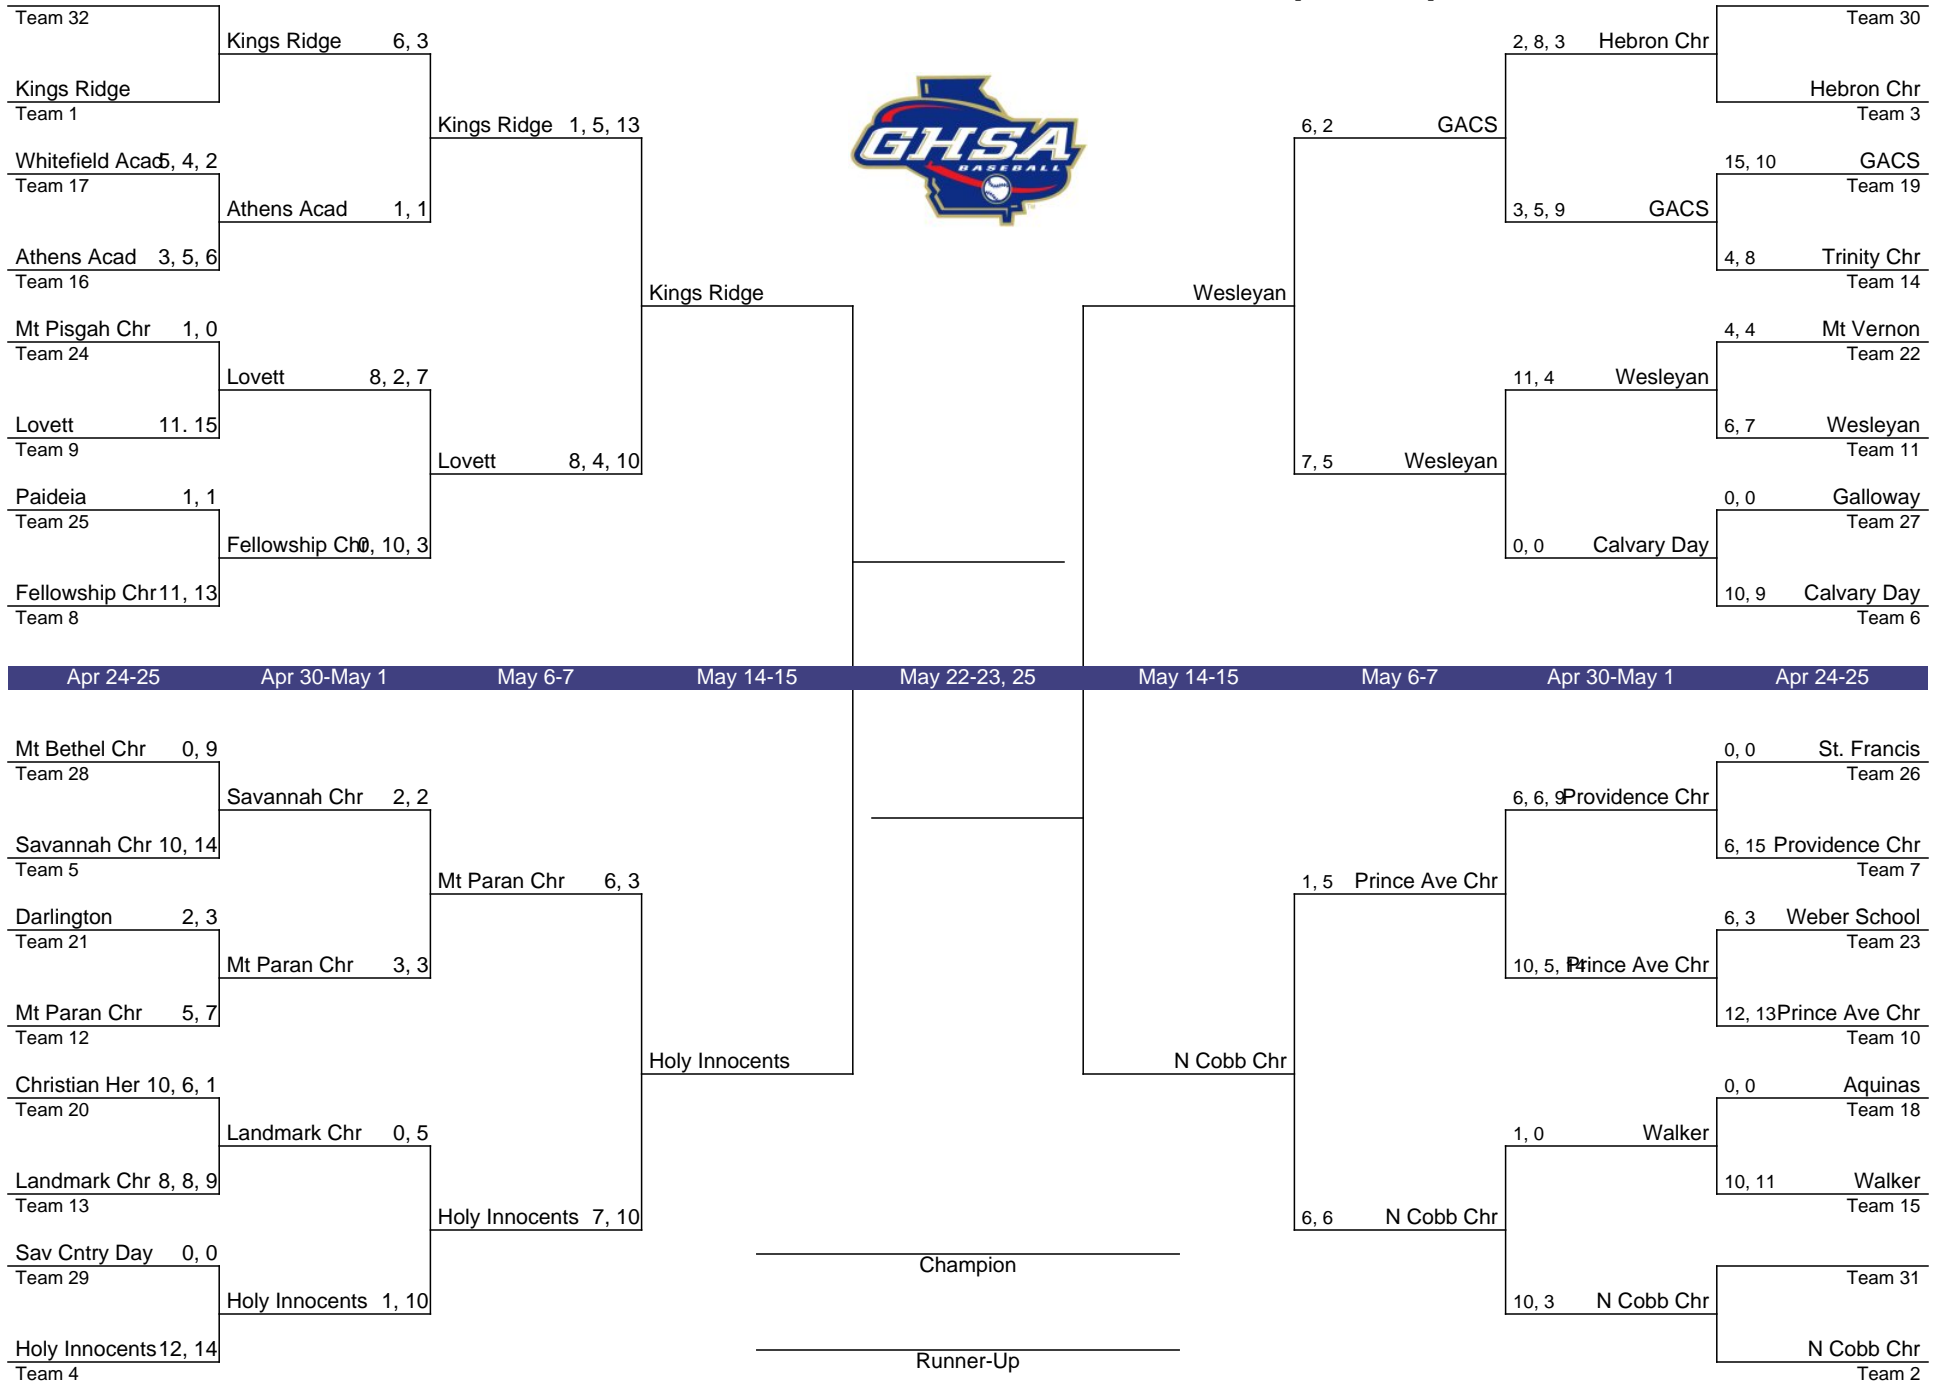 Team 32
Kings Ridge
Team 1
Whitefield Acad 5, 4, 2
Team 17
Athens Acad 3, 5, 6
Team 16
Mt Pisgah Chr 1, 0
Team 24
Lovett 11. 15
Team 9
Paideia 1, 1
Team 25
Fellowship Chr 11, 13
Team 8
Kings Ridge 6, 3
Athens Acad 1, 1
Lovett 8, 2, 7
Fellowship Chr 0, 10, 3
Kings Ridge 1, 5, 13
Lovett 8, 4, 10
Kings Ridge
GHSA
BASEBALL
Wesleyan
6, 2 GACS
7, 5 Wesleyan
2, 8, 3 Hebron Chr
3, 5, 9 GACS
11, 4 Wesleyan
0, 0 Calvary Day
Team 30
Hebron Chr
Team 3
15, 10 GACS
Team 19
4, 8 Trinity Chr
Team 14
4, 4 Mt Vernon
Team 22
6, 7 Wesleyan
Team 11
0, 0 Galloway
Team 27
10, 9 Calvary Day
Team 6
Apr 24-25 Apr 30-May 1 May 6-7 May 14-15 May 22-23, 25 May 14-15 May 6-7 Apr 30-May 1 Apr 24-25
Mt Bethel Chr 0, 9
Team 28
Savannah Chr 10, 14
Team 5
Darlington 2, 3
Team 21
Mt Paran Chr 5, 7
Team 12
Christian Her 10, 6, 1
Team 20
Landmark Chr 8, 8, 9
Team 13
Sav Cntry Day 0, 0
Team 29
Holy Innocents 12, 14
Team 4
Savannah Chr 2, 2
Mt Paran Chr 3, 3
Landmark Chr 0, 5
Holy Innocents 1, 10
Mt Paran Chr 6, 3
Holy Innocents 7, 10
Holy Innocents
Champion
Runner-Up
N Cobb Chr
1, 5 Prince Ave Chr
6, 6 N Cobb Chr
6, 6, 9 Providence Chr
10, 5, 14 Prince Ave Chr
1, 0 Walker
10, 3 N Cobb Chr
0, 0 St. Francis
Team 26
6, 15 Providence Chr
Team 7
6, 3 Weber School
Team 23
12, 13 Prince Ave Chr
Team 10
0, 0 Aquinas
Team 18
10, 11 Walker
Team 15
Team 31
N Cobb Chr
Team 2